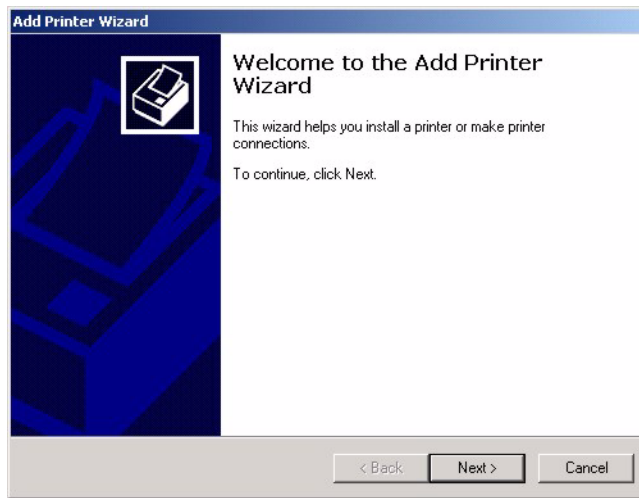 Add Printer Wizard
Welcome to the Add Printer
Wizard
This wizard helps you install a printer or make printer
connections.
To continue, click Next.
< Back
Next >
Cancel